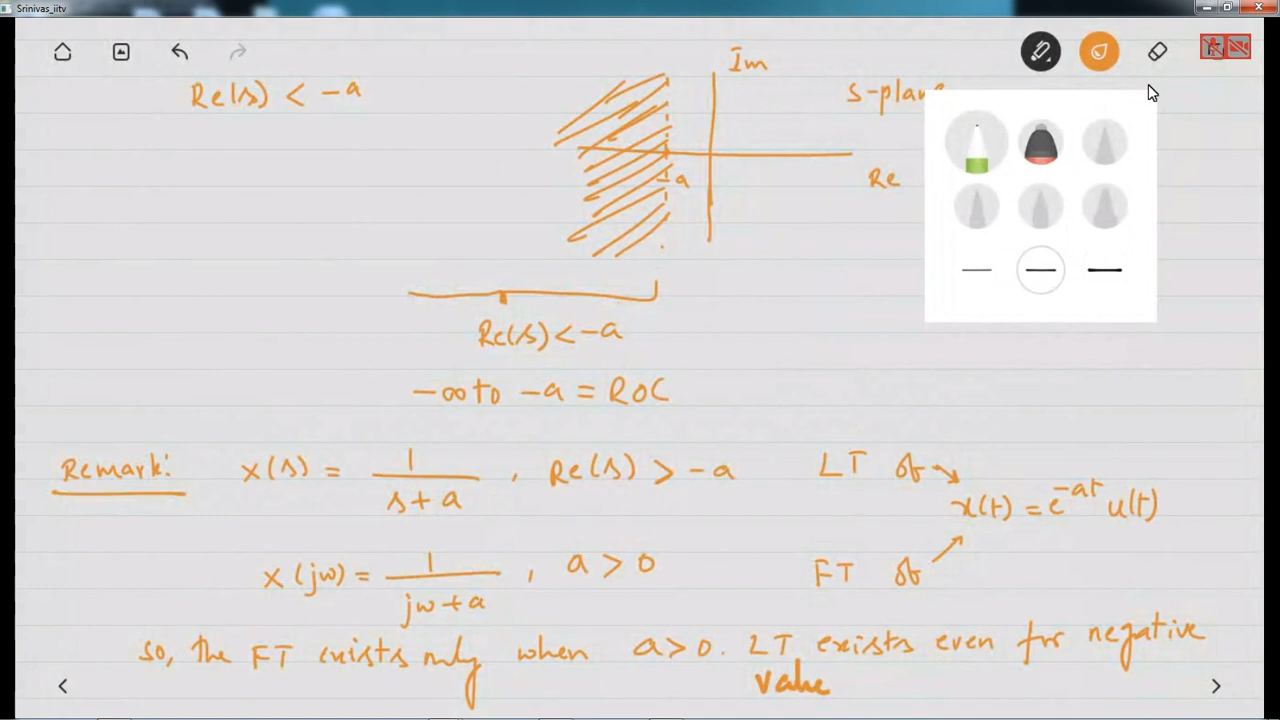 Srinivas_iitv
Im
Re(s) < -a
S-plane
-a
Re
Re(s) < -a
-∞ to -a = ROC
Remark: X(s) = 1/(s+a) , Re(s) > -a LT of
x(t) = e^{-at} u(t)
X(jω) = 1/(jω+a) , a > 0 FT of
so, the FT exists only when a>0. LT exists even for negative
value